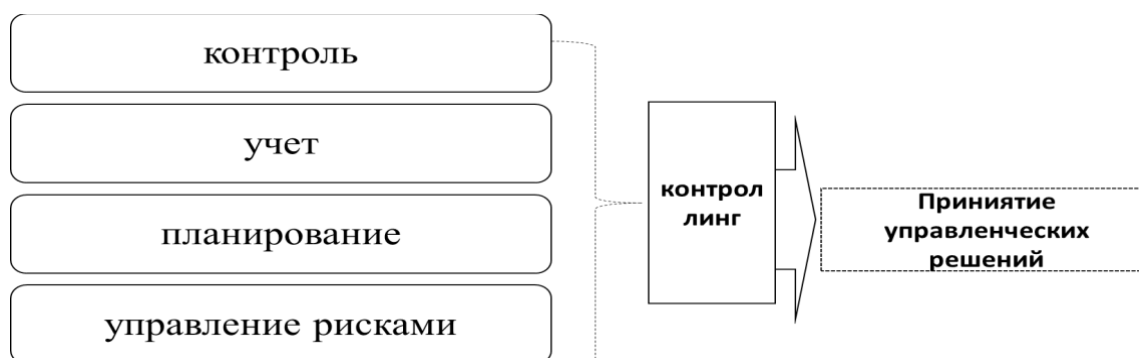 контроль
учет
планирование
управление рисками
контрол
линг
Приниятие
управленческих
решений